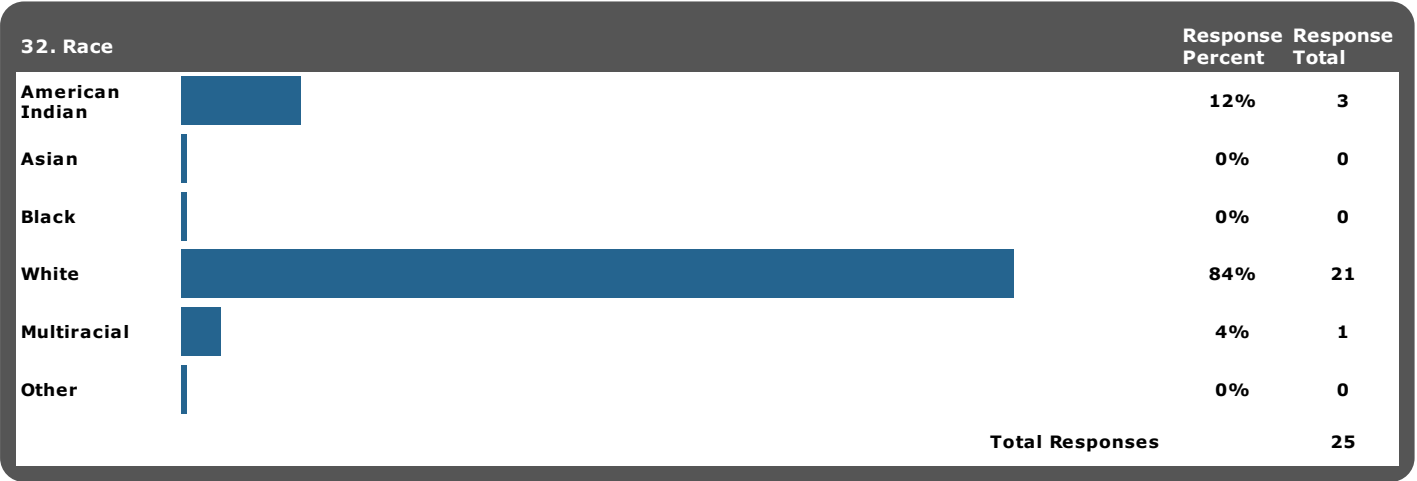 32. Race
Response Response
Percent Total
American
Indian 12% 3
Asian 0% 0
Black 0% 0
White 84% 21
Multiracial 4% 1
Other 0% 0
Total Responses 25